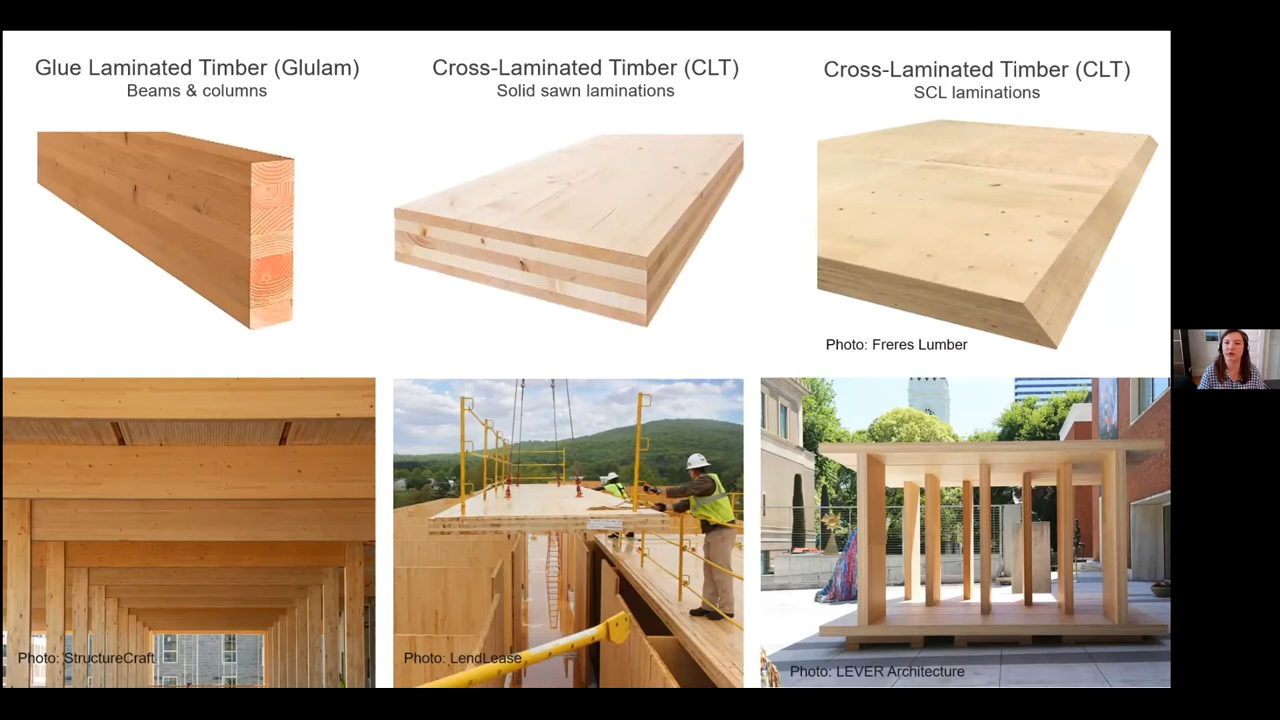 Glue Laminated Timber (Glulam)
Beams & columns
Cross-Laminated Timber (CLT)
Solid sawn laminations
Cross-Laminated Timber (CLT)
SCL laminations
Photo: Freres Lumber
Photo: StructureCraft
Photo: LendLease
Photo: LEVER Architecture